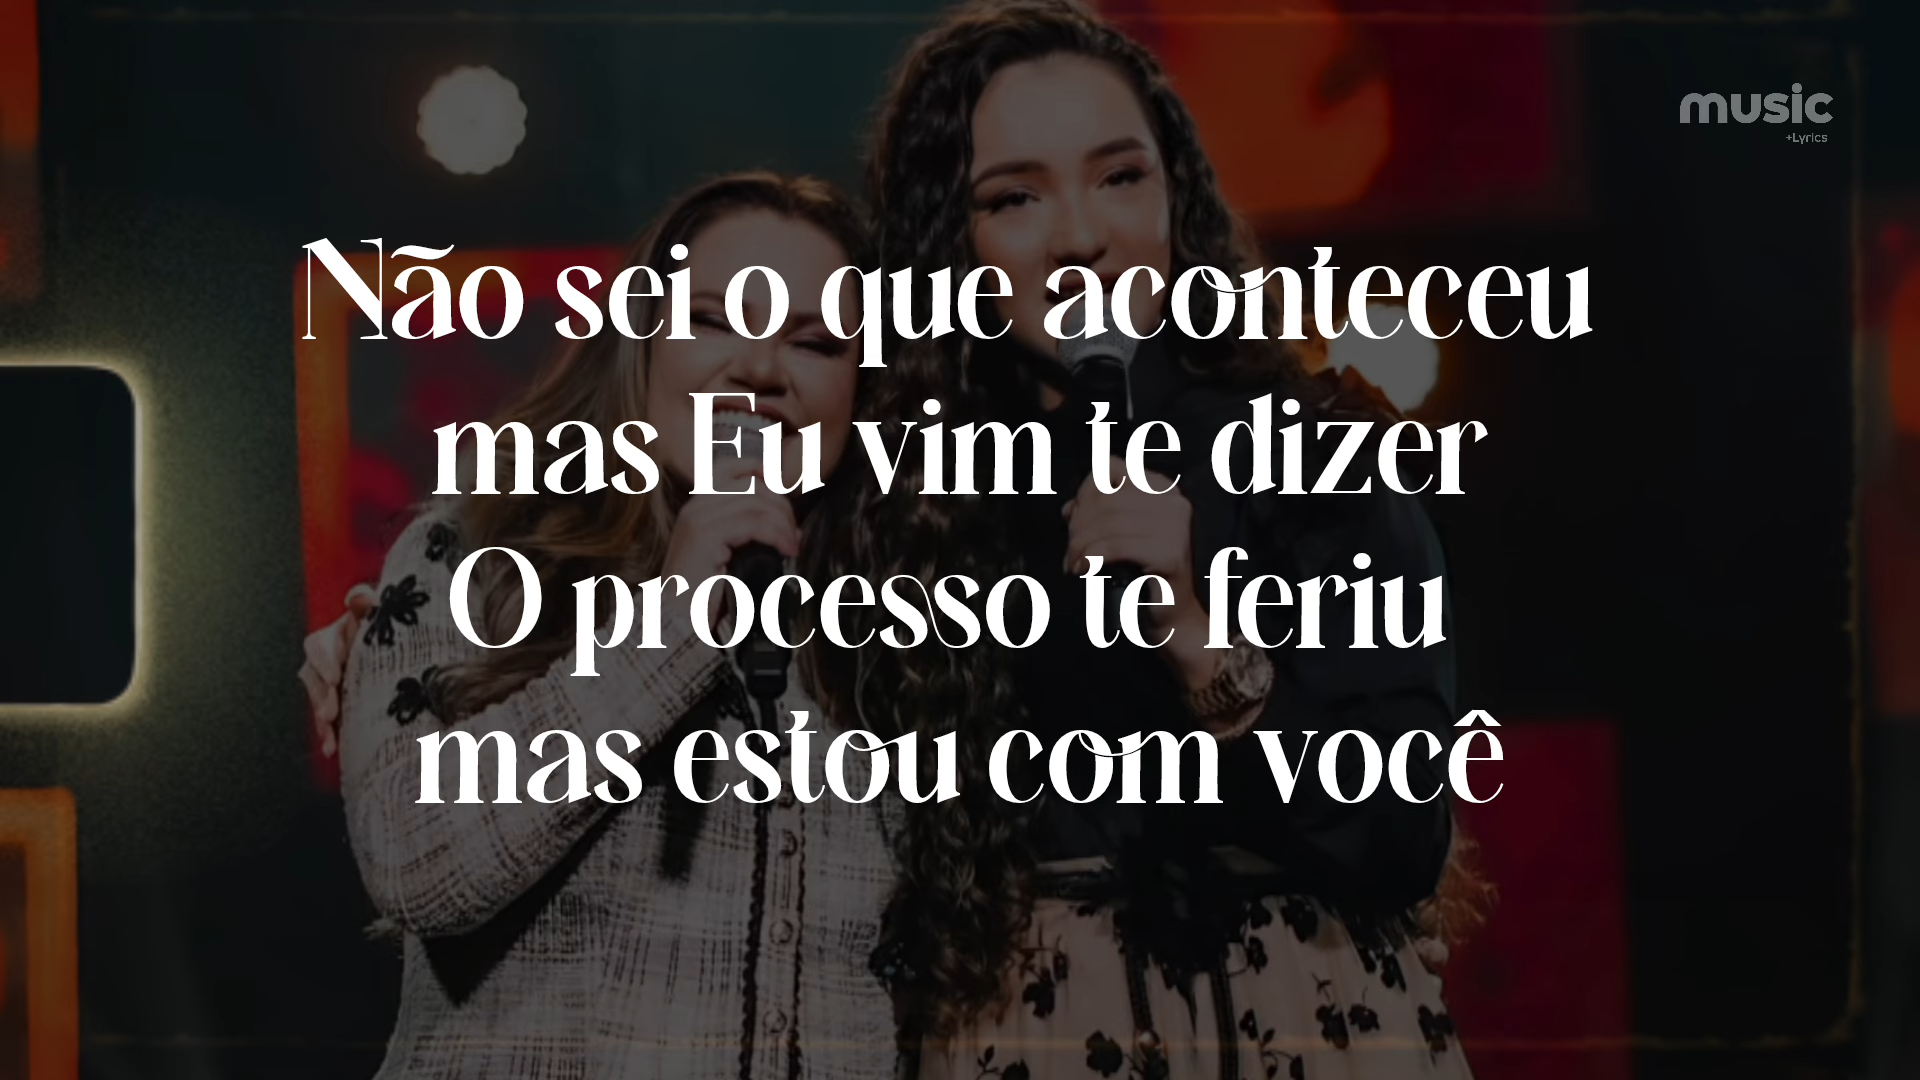 music
+Lyrics
Não sei o que aconteceu
mas Eu vim te dizer
O processo te feriu
mas estou com você